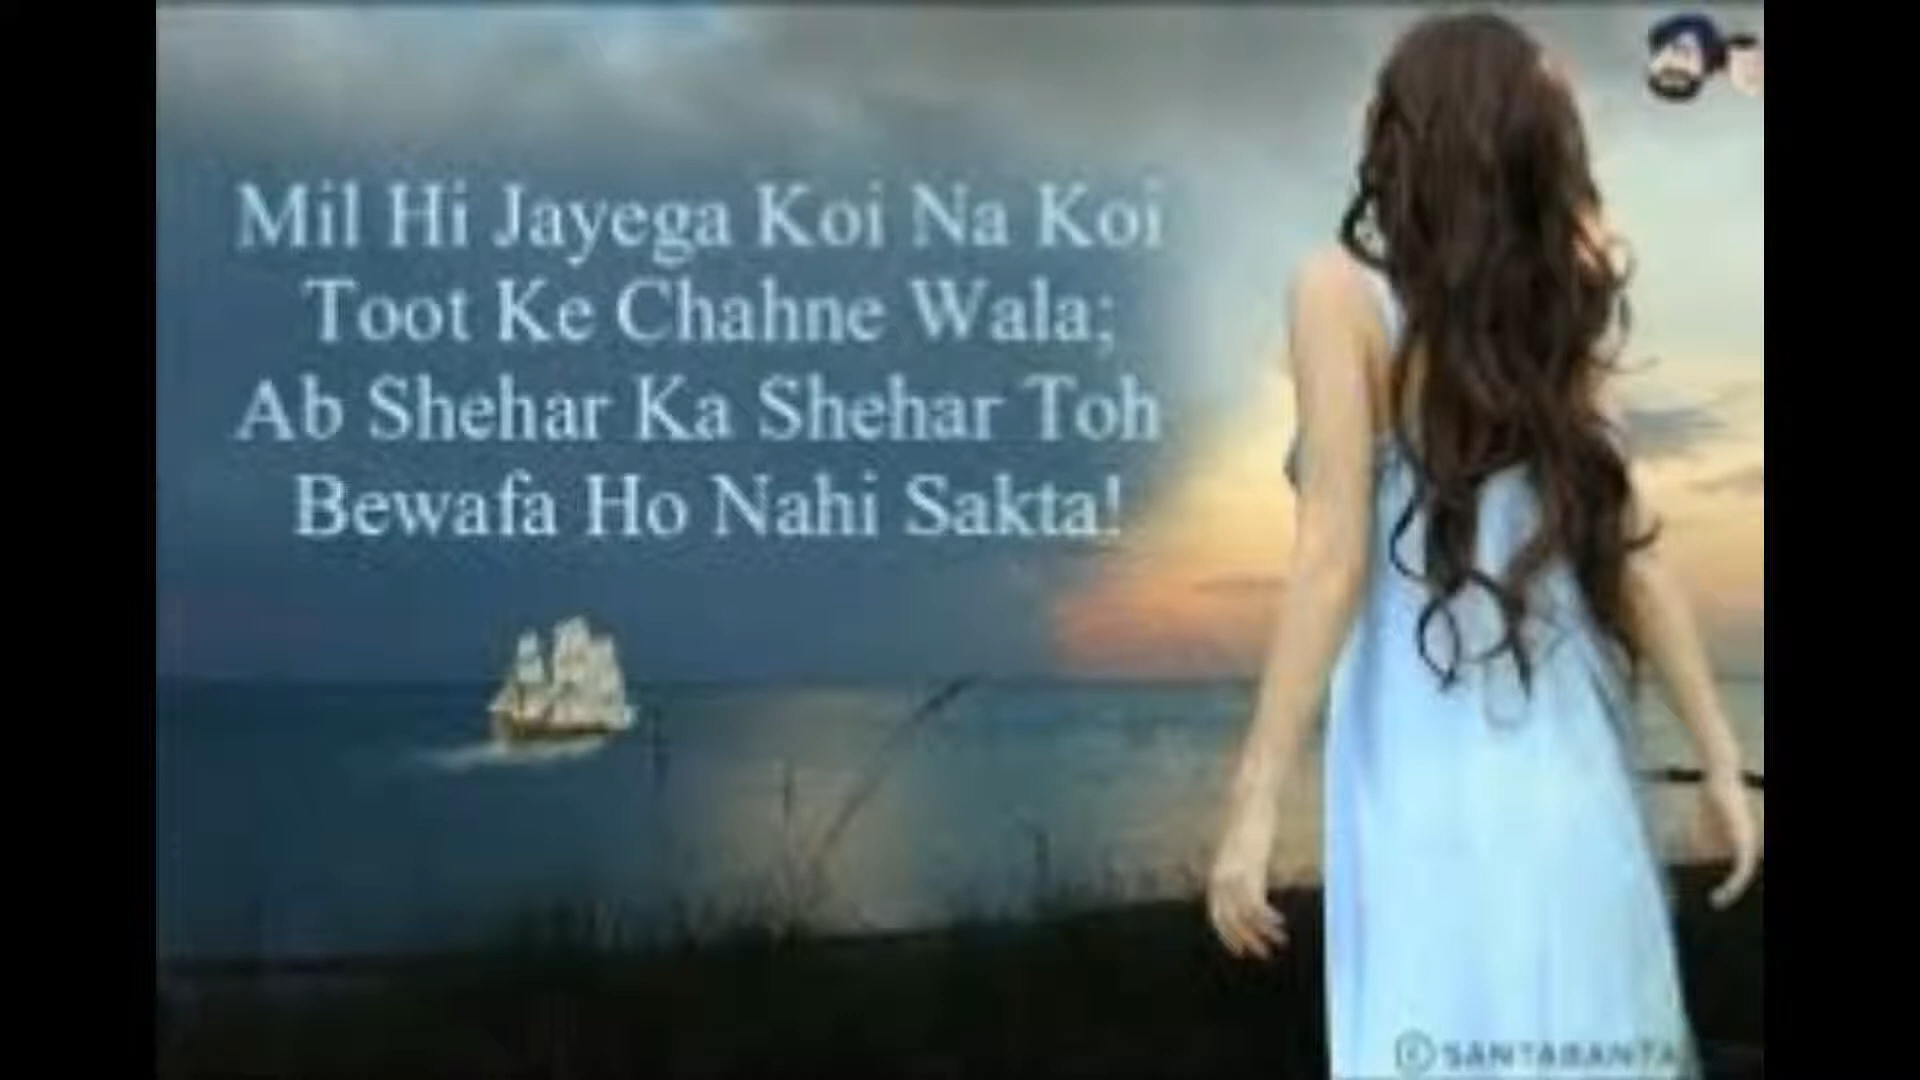 Mil Hi Jayega Koi Na Koi
Toot Ke Chahne Wala;
Ab Shehar Ka Shehar Toh
Bewafa Ho Nahi Sakta!
© SANTABANTA